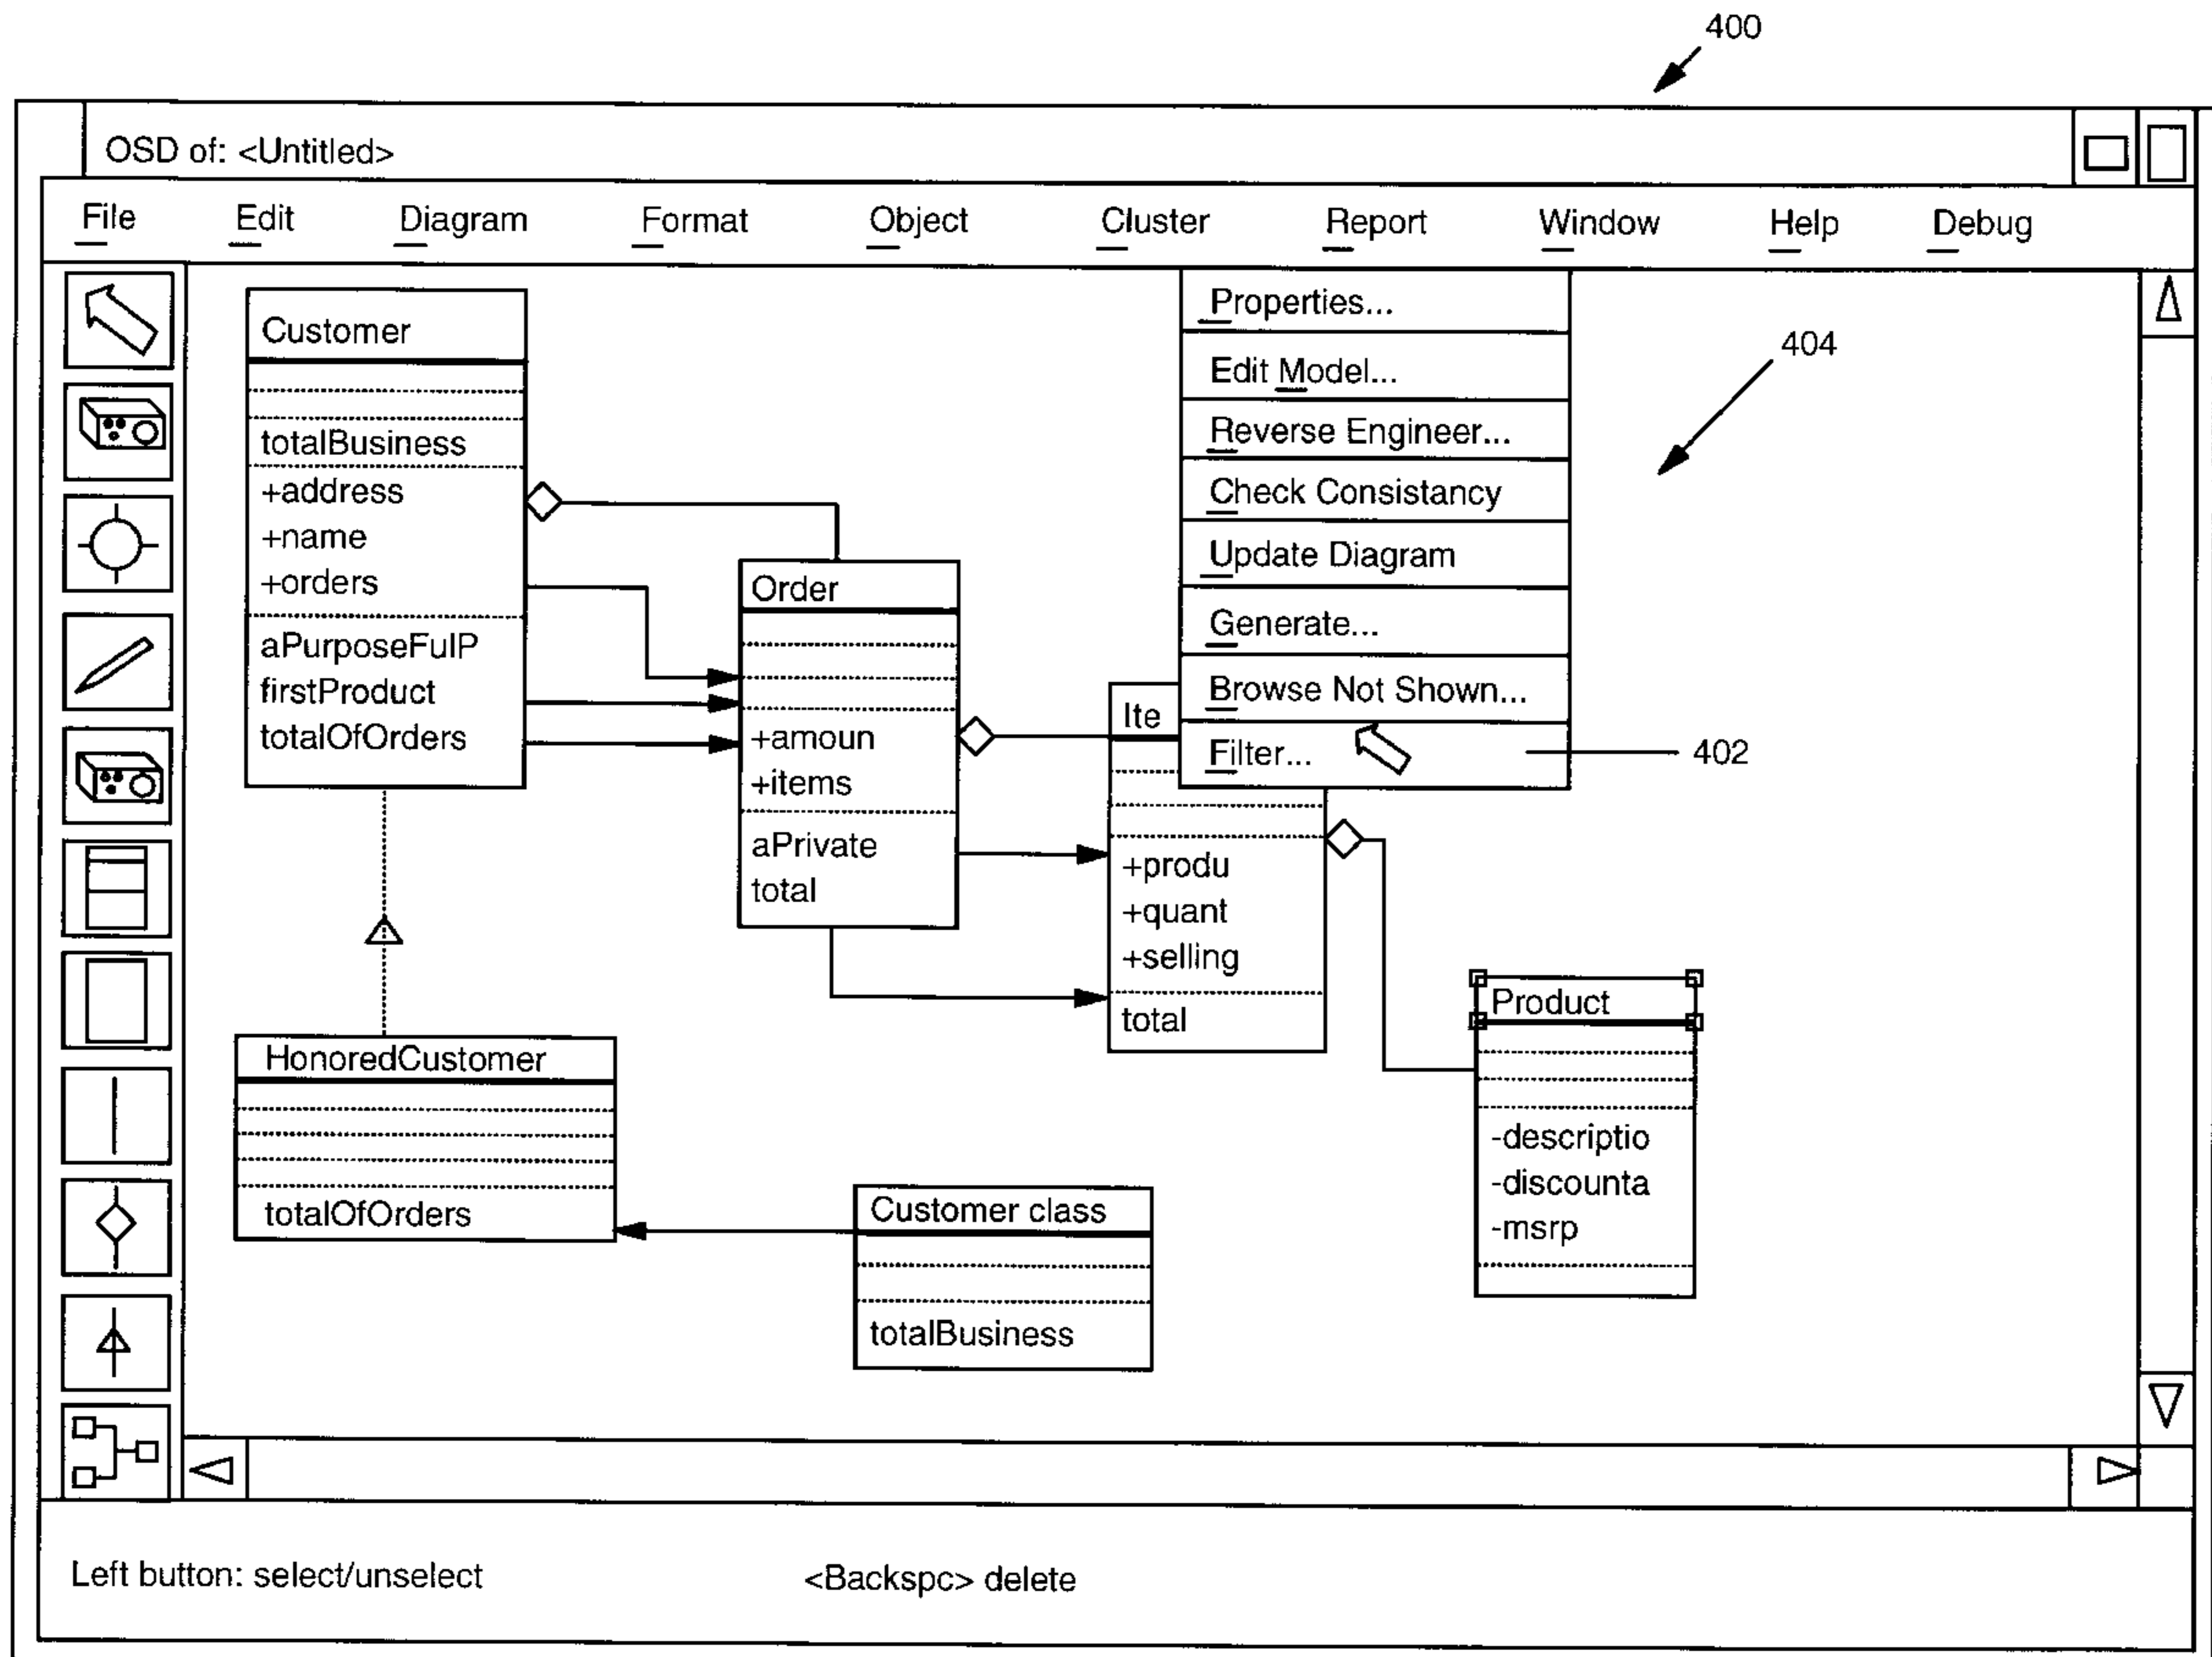 400
OSD of: <Untitled>
File Edit Diagram Format Object Cluster Report Window Help Debug
Customer
totalBusiness
+address
+name
+orders
aPurposeFulP
firstProduct
totalOfOrders
Order
+amoun
+items
aPrivate
total
Properties...
Edit Model...
Reverse Engineer...
Check Consistancy
Update Diagram
Generate...
Browse Not Shown...
Filter...
404
402
Ite
+produ
+quant
+selling
total
Product
-descriptio
-discounta
-msrp
HonoredCustomer
totalOfOrders
Customer class
totalBusiness
Left button: select/unselect <Backspc> delete